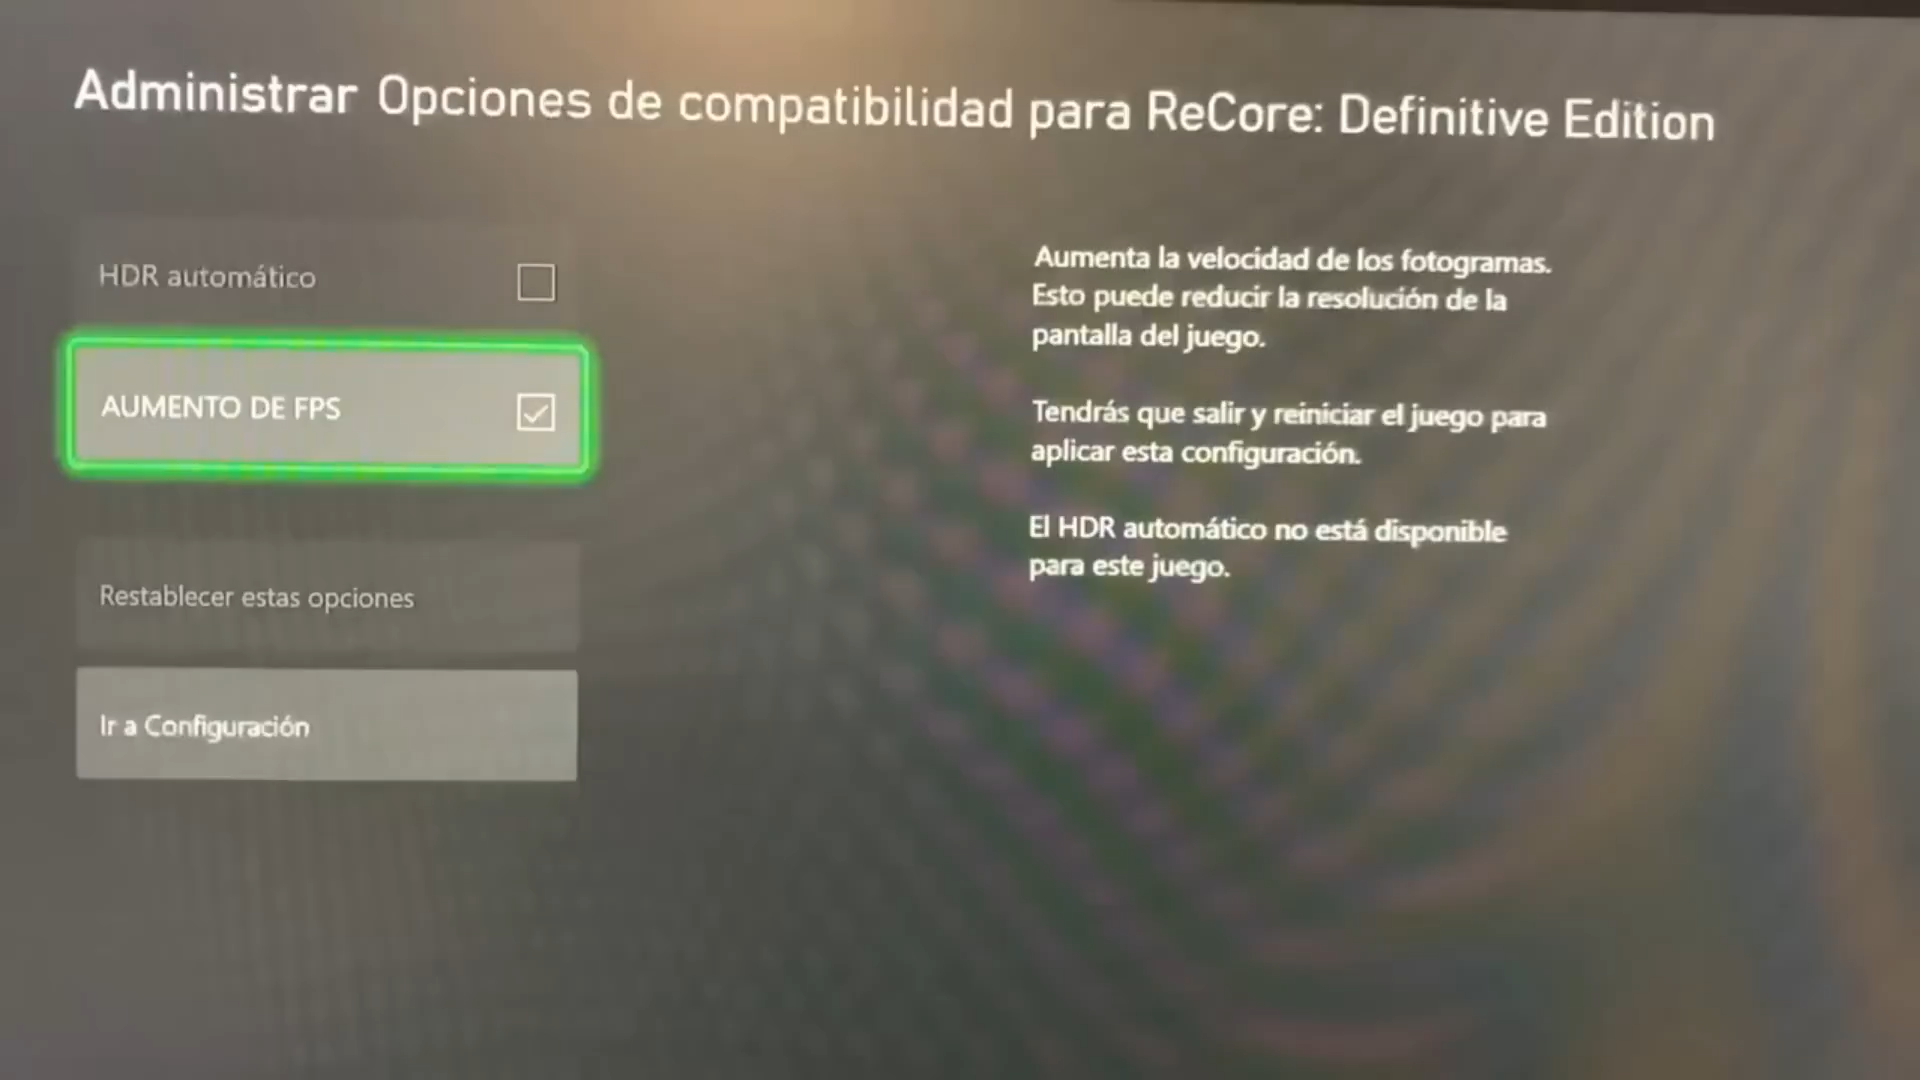 Administrar Opciones de compatibilidad para ReCore: Definitive Edition
HDR automático
AUMENTO DE FPS
Restablecer estas opciones
Ir a Configuración
Aumenta la velocidad de los fotogramas.
Esto puede reducir la resolución de la
pantalla del juego.
Tendrás que salir y reiniciar el juego para
aplicar esta configuración.
El HDR automático no está disponible
para este juego.